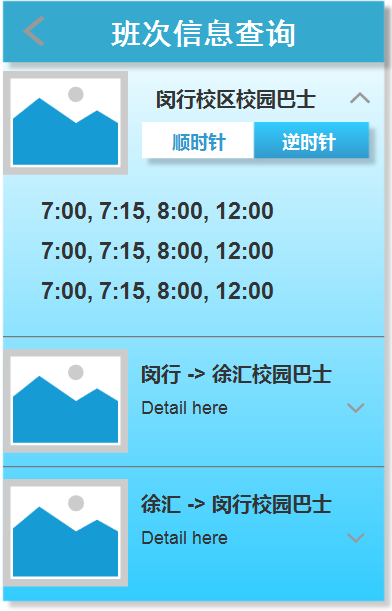 班次信息查询
闵行校区校园巴士
顺时针 逆时针
7:00, 7:15, 8:00, 12:00
7:00, 7:15, 8:00, 12:00
7:00, 7:15, 8:00, 12:00
闵行 -> 徐汇校园巴士
Detail here
徐汇 -> 闵行校园巴士
Detail here